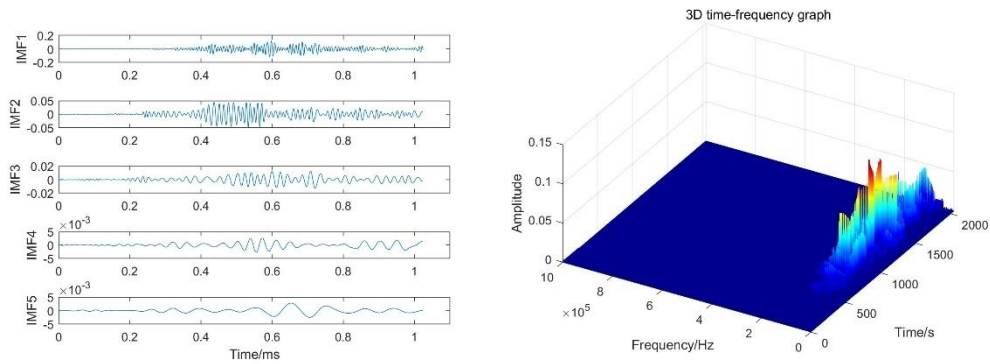 IMF1
0.2
0
-0.2
0 0.2 0.4 0.6 0.8 1
IMF2
0.05
0
-0.05
0 0.2 0.4 0.6 0.8 1
IMF3
0.02
0
-0.02
0 0.2 0.4 0.6 0.8 1
×10⁻³
IMF4
5
0
-5
0 0.2 0.4 0.6 0.8 1
×10⁻³
IMF5
5
0
-5
0 0.2 0.4 0.6 0.8 1
Time/ms
3D time-frequency graph
Amplitude
0.15
0.1
0.05
0
10 8 6 4 2 0
×10⁵
Frequency/Hz
0 500 1000 1500 2000
Time/s